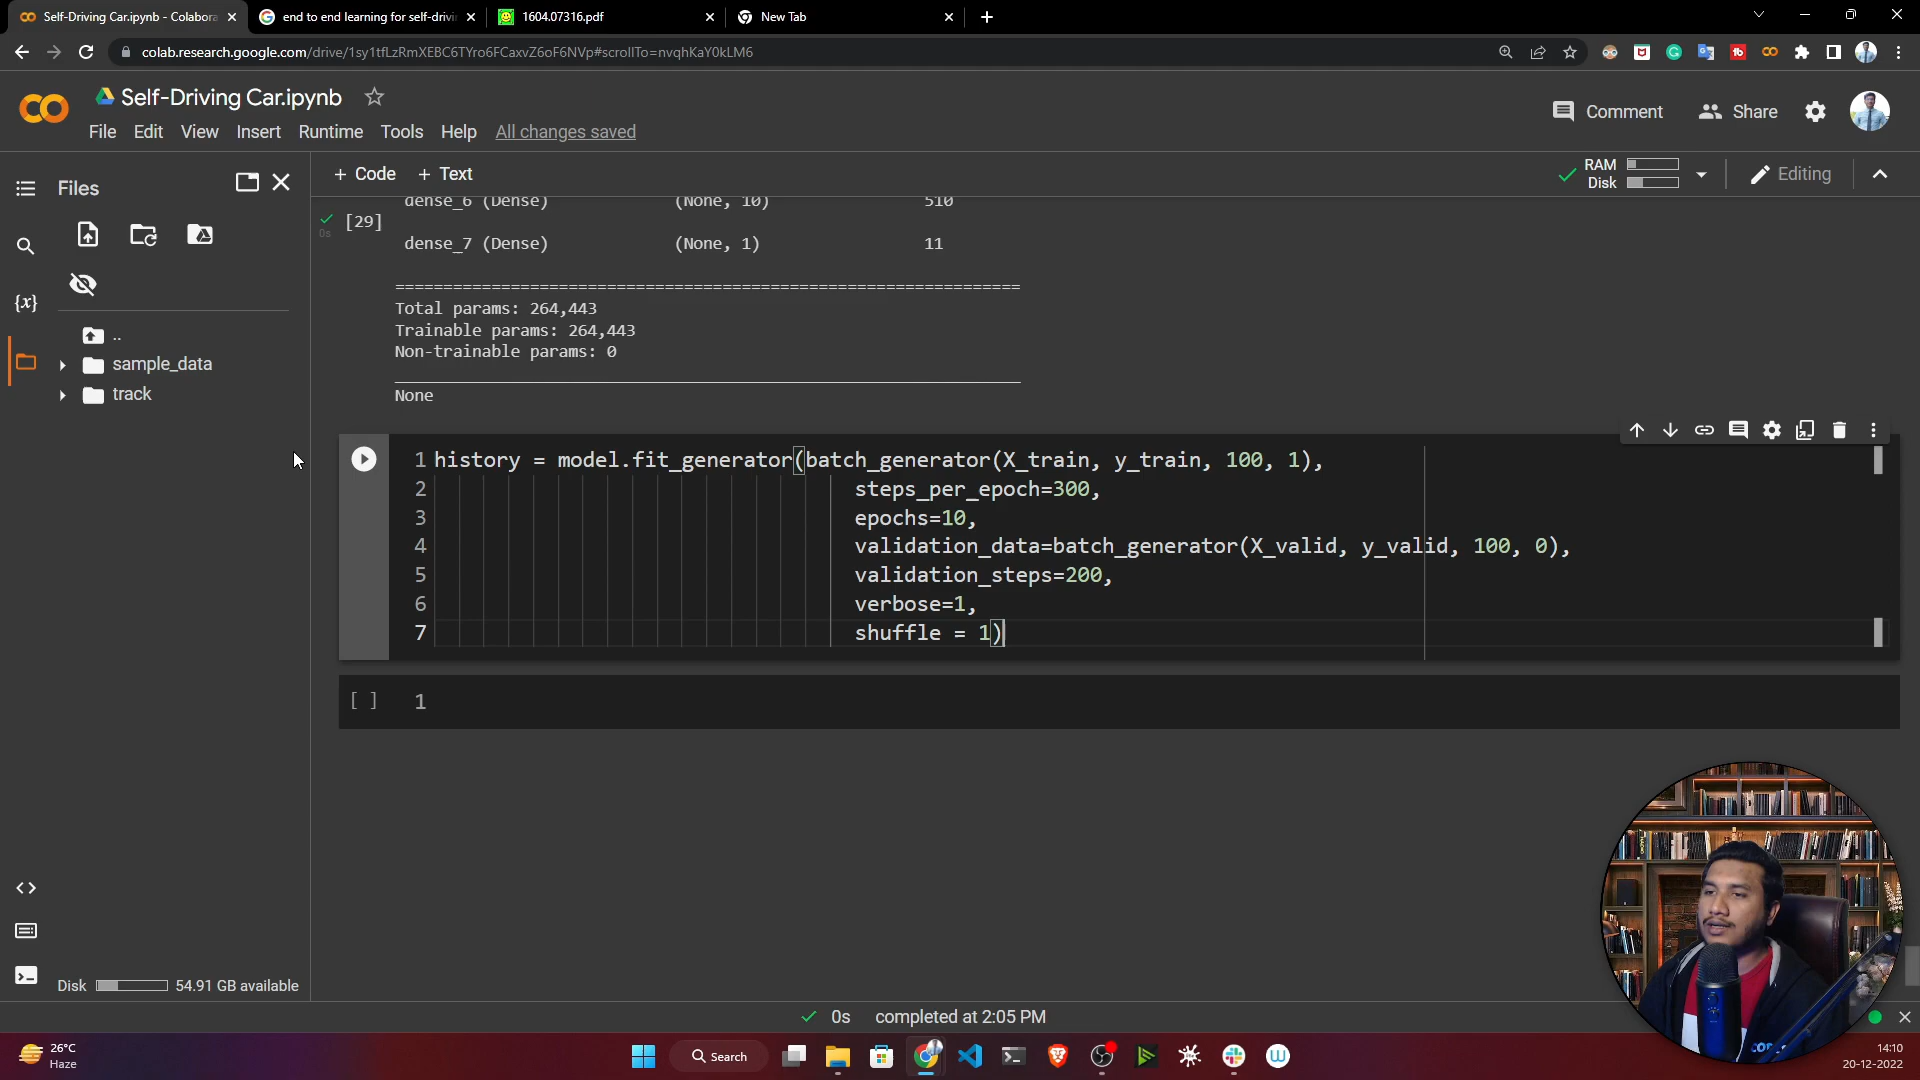 Self-Driving Car.ipynb - Colabora
end to end learning for self-drivi
1604.07316.pdf
New Tab
colab.research.google.com/drive/1sy1tfLzRmXEBC6TYro6FCaxvZ6oF6NVp#scrollTo=nvqhKaY0kLM6
Self-Driving Car.ipynb
File Edit View Insert Runtime Tools Help All changes saved
Comment
Share
Files
+ Code + Text
RAM
Disk
Editing
{x}
..
sample_data
track
dense_6 (Dense) (None, 10) 510
[29]
0s
dense_7 (Dense) (None, 1) 11
=================================================================
Total params: 264,443
Trainable params: 264,443
Non-trainable params: 0
_________________________________________________________________
None
1 history = model.fit_generator(batch_generator(X_train, y_train, 100, 1),
2 steps_per_epoch=300,
3 epochs=10,
4 validation_data=batch_generator(X_valid, y_valid, 100, 0),
5 validation_steps=200,
6 verbose=1,
7 shuffle = 1)
[ ] 1
Disk 54.91 GB available
0s completed at 2:05 PM
26°C
Haze
Search
14:10
20-12-2022